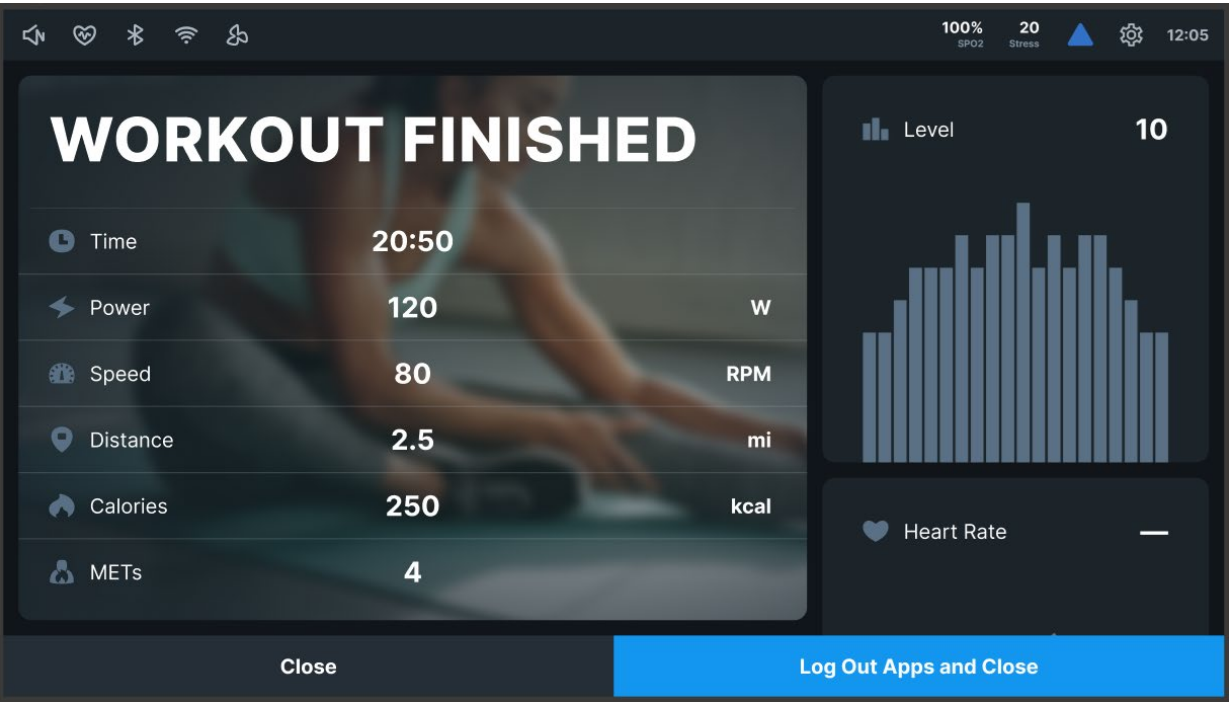 100% 20 12:05
SPO2 Stress
WORKOUT FINISHED
Time 20:50
Power 120 W
Speed 80 RPM
Distance 2.5 mi
Calories 250 kcal
METs 4
Level 10
Heart Rate —
Close
Log Out Apps and Close